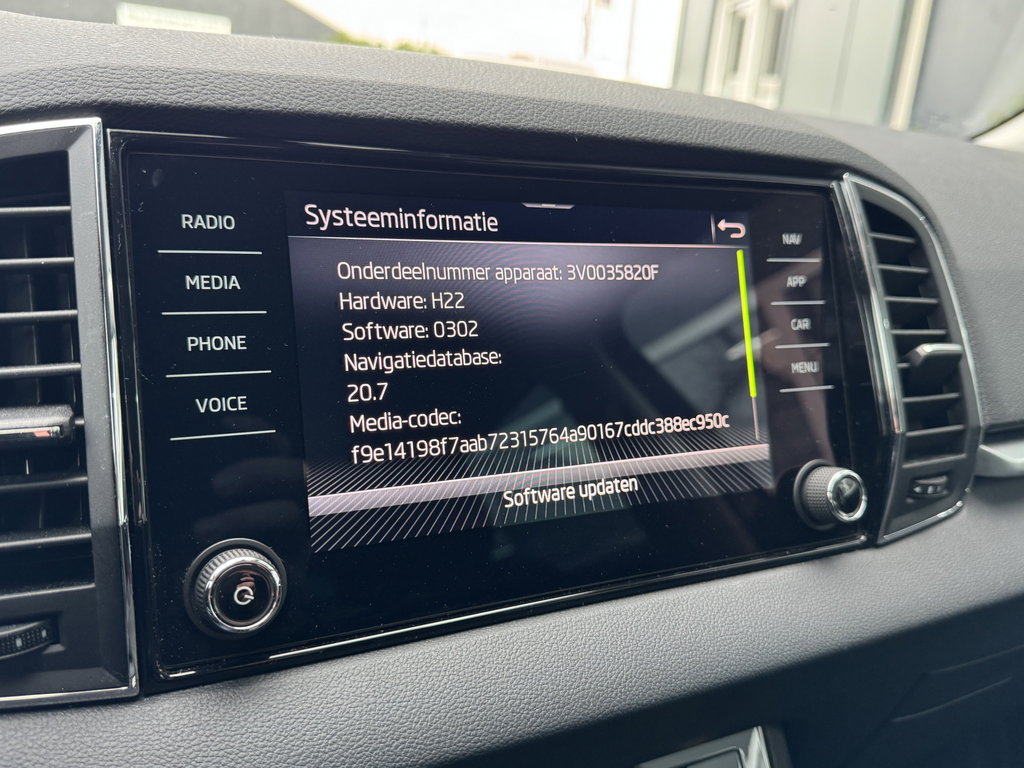 RADIO
MEDIA
PHONE
VOICE
Systeeminformatie
Onderdeelnummer apparaat: 3V0035820F
Hardware: H22
Software: 0302
Navigatiedatabase:
20.7
Media-codec:
f9e14198f7aab72315764a90167cddc388ec950c
Software updaten
NAV
APP
CAR
MENU